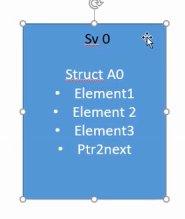 Sv 0
Struct A0
• Element1
• Element 2
• Element3
• Ptr2next